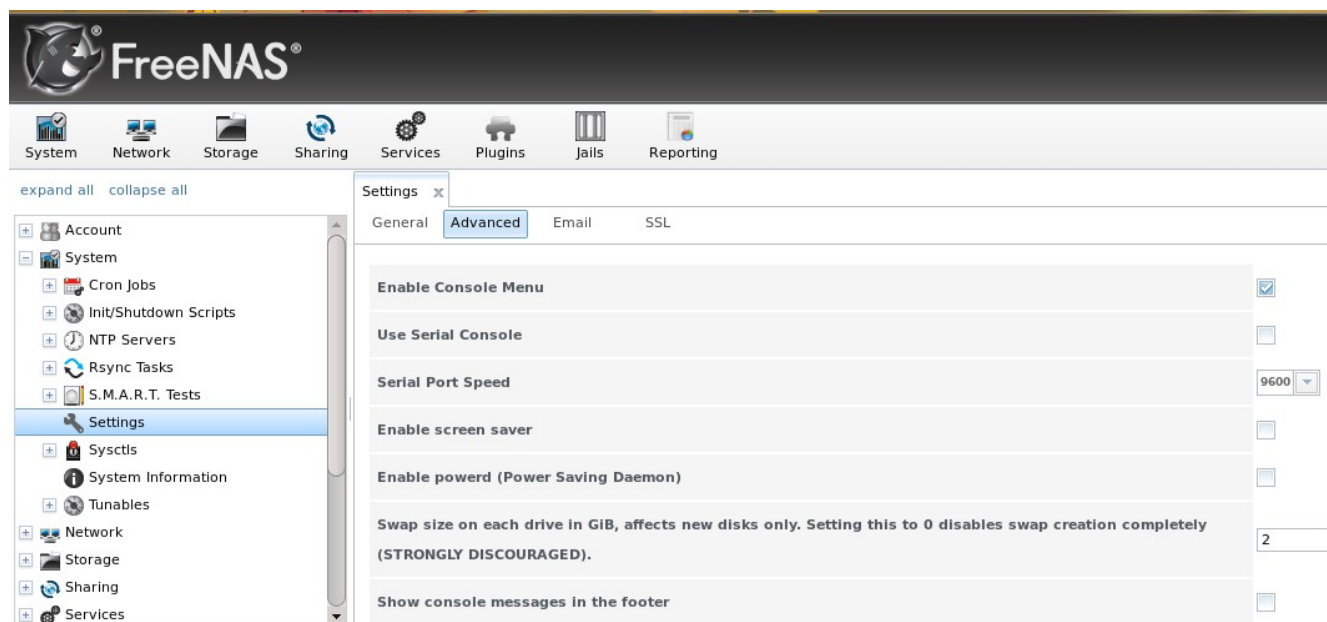 FreeNAS®
System Network Storage Sharing Services Plugins Jails Reporting
expand all collapse all
Account
System
Cron Jobs
Init/Shutdown Scripts
NTP Servers
Rsync Tasks
S.M.A.R.T. Tests
Settings
Sysctls
System Information
Tunables
Network
Storage
Sharing
Services
Settings x
General Advanced Email SSL
Enable Console Menu
Use Serial Console
Serial Port Speed 9600
Enable screen saver
Enable powerd (Power Saving Daemon)
Swap size on each drive in GiB, affects new disks only. Setting this to 0 disables swap creation completely
(STRONGLY DISCOURAGED). 2
Show console messages in the footer